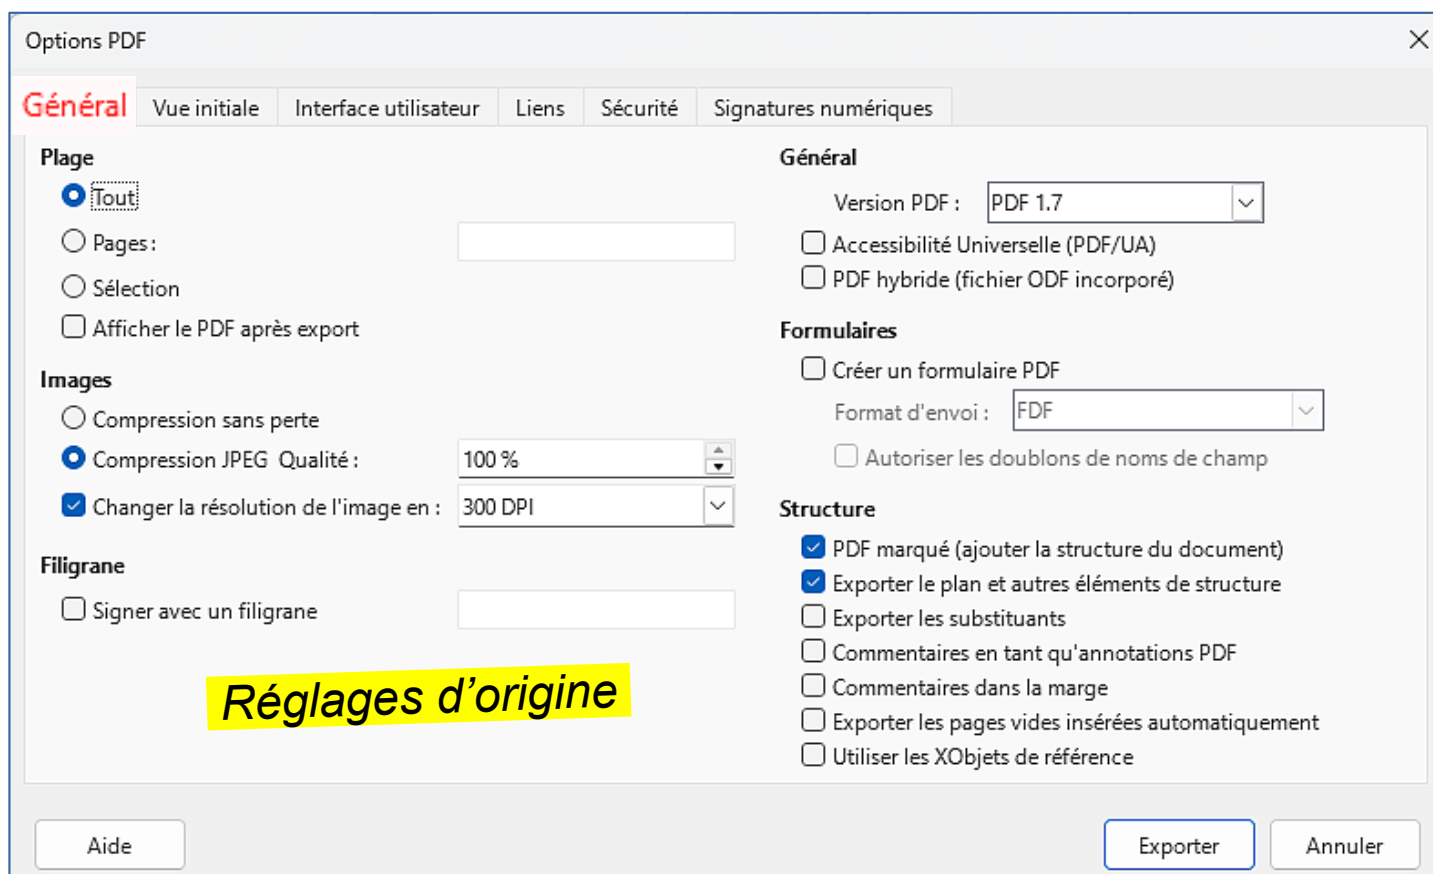 Options PDF
Général Vue initiale Interface utilisateur Liens Sécurité Signatures numériques
Plage
Tout
Pages :
Sélection
Afficher le PDF après export
Images
Compression sans perte
Compression JPEG Qualité : 100 %
Changer la résolution de l'image en : 300 DPI
Filigrane
Signer avec un filigrane
Réglages d’origine
Général
Version PDF : PDF 1.7
Accessibilité Universelle (PDF/UA)
PDF hybride (fichier ODF incorporé)
Formulaires
Créer un formulaire PDF
Format d'envoi : FDF
Autoriser les doublons de noms de champ
Structure
PDF marqué (ajouter la structure du document)
Exporter le plan et autres éléments de structure
Exporter les substituants
Commentaires en tant qu'annotations PDF
Commentaires dans la marge
Exporter les pages vides insérées automatiquement
Utiliser les XObjets de référence
Aide Exporter Annuler